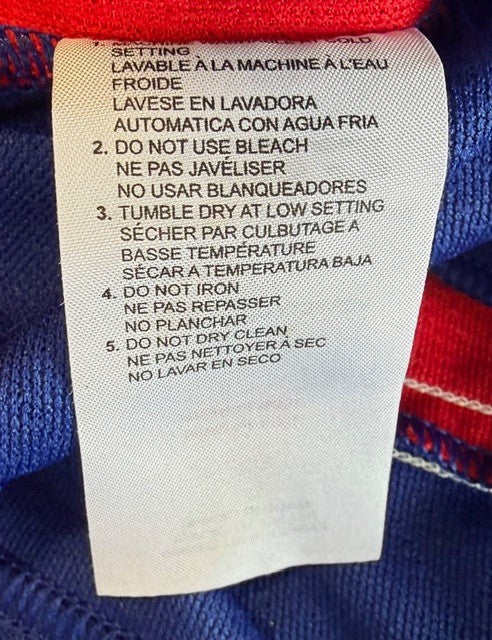 SETTING
LAVABLE À LA MACHINE À L'EAU
FROIDE
LAVESE EN LAVADORA
AUTOMATICA CON AGUA FRIA
2. DO NOT USE BLEACH
NE PAS JAVÉLISER
NO USAR BLANQUEADORES
3. TUMBLE DRY AT LOW SETTING
SÉCHER PAR CULBUTAGE A
BASSE TEMPÉRATURE
SÉCAR A TEMPERATURA BAJA
4. DO NOT IRON
NE PAS REPASSER
NO PLANCHAR
5. DO NOT DRY CLEAN
NE PAS NETTOYER Á SEC
NO LAVAR EN SECO